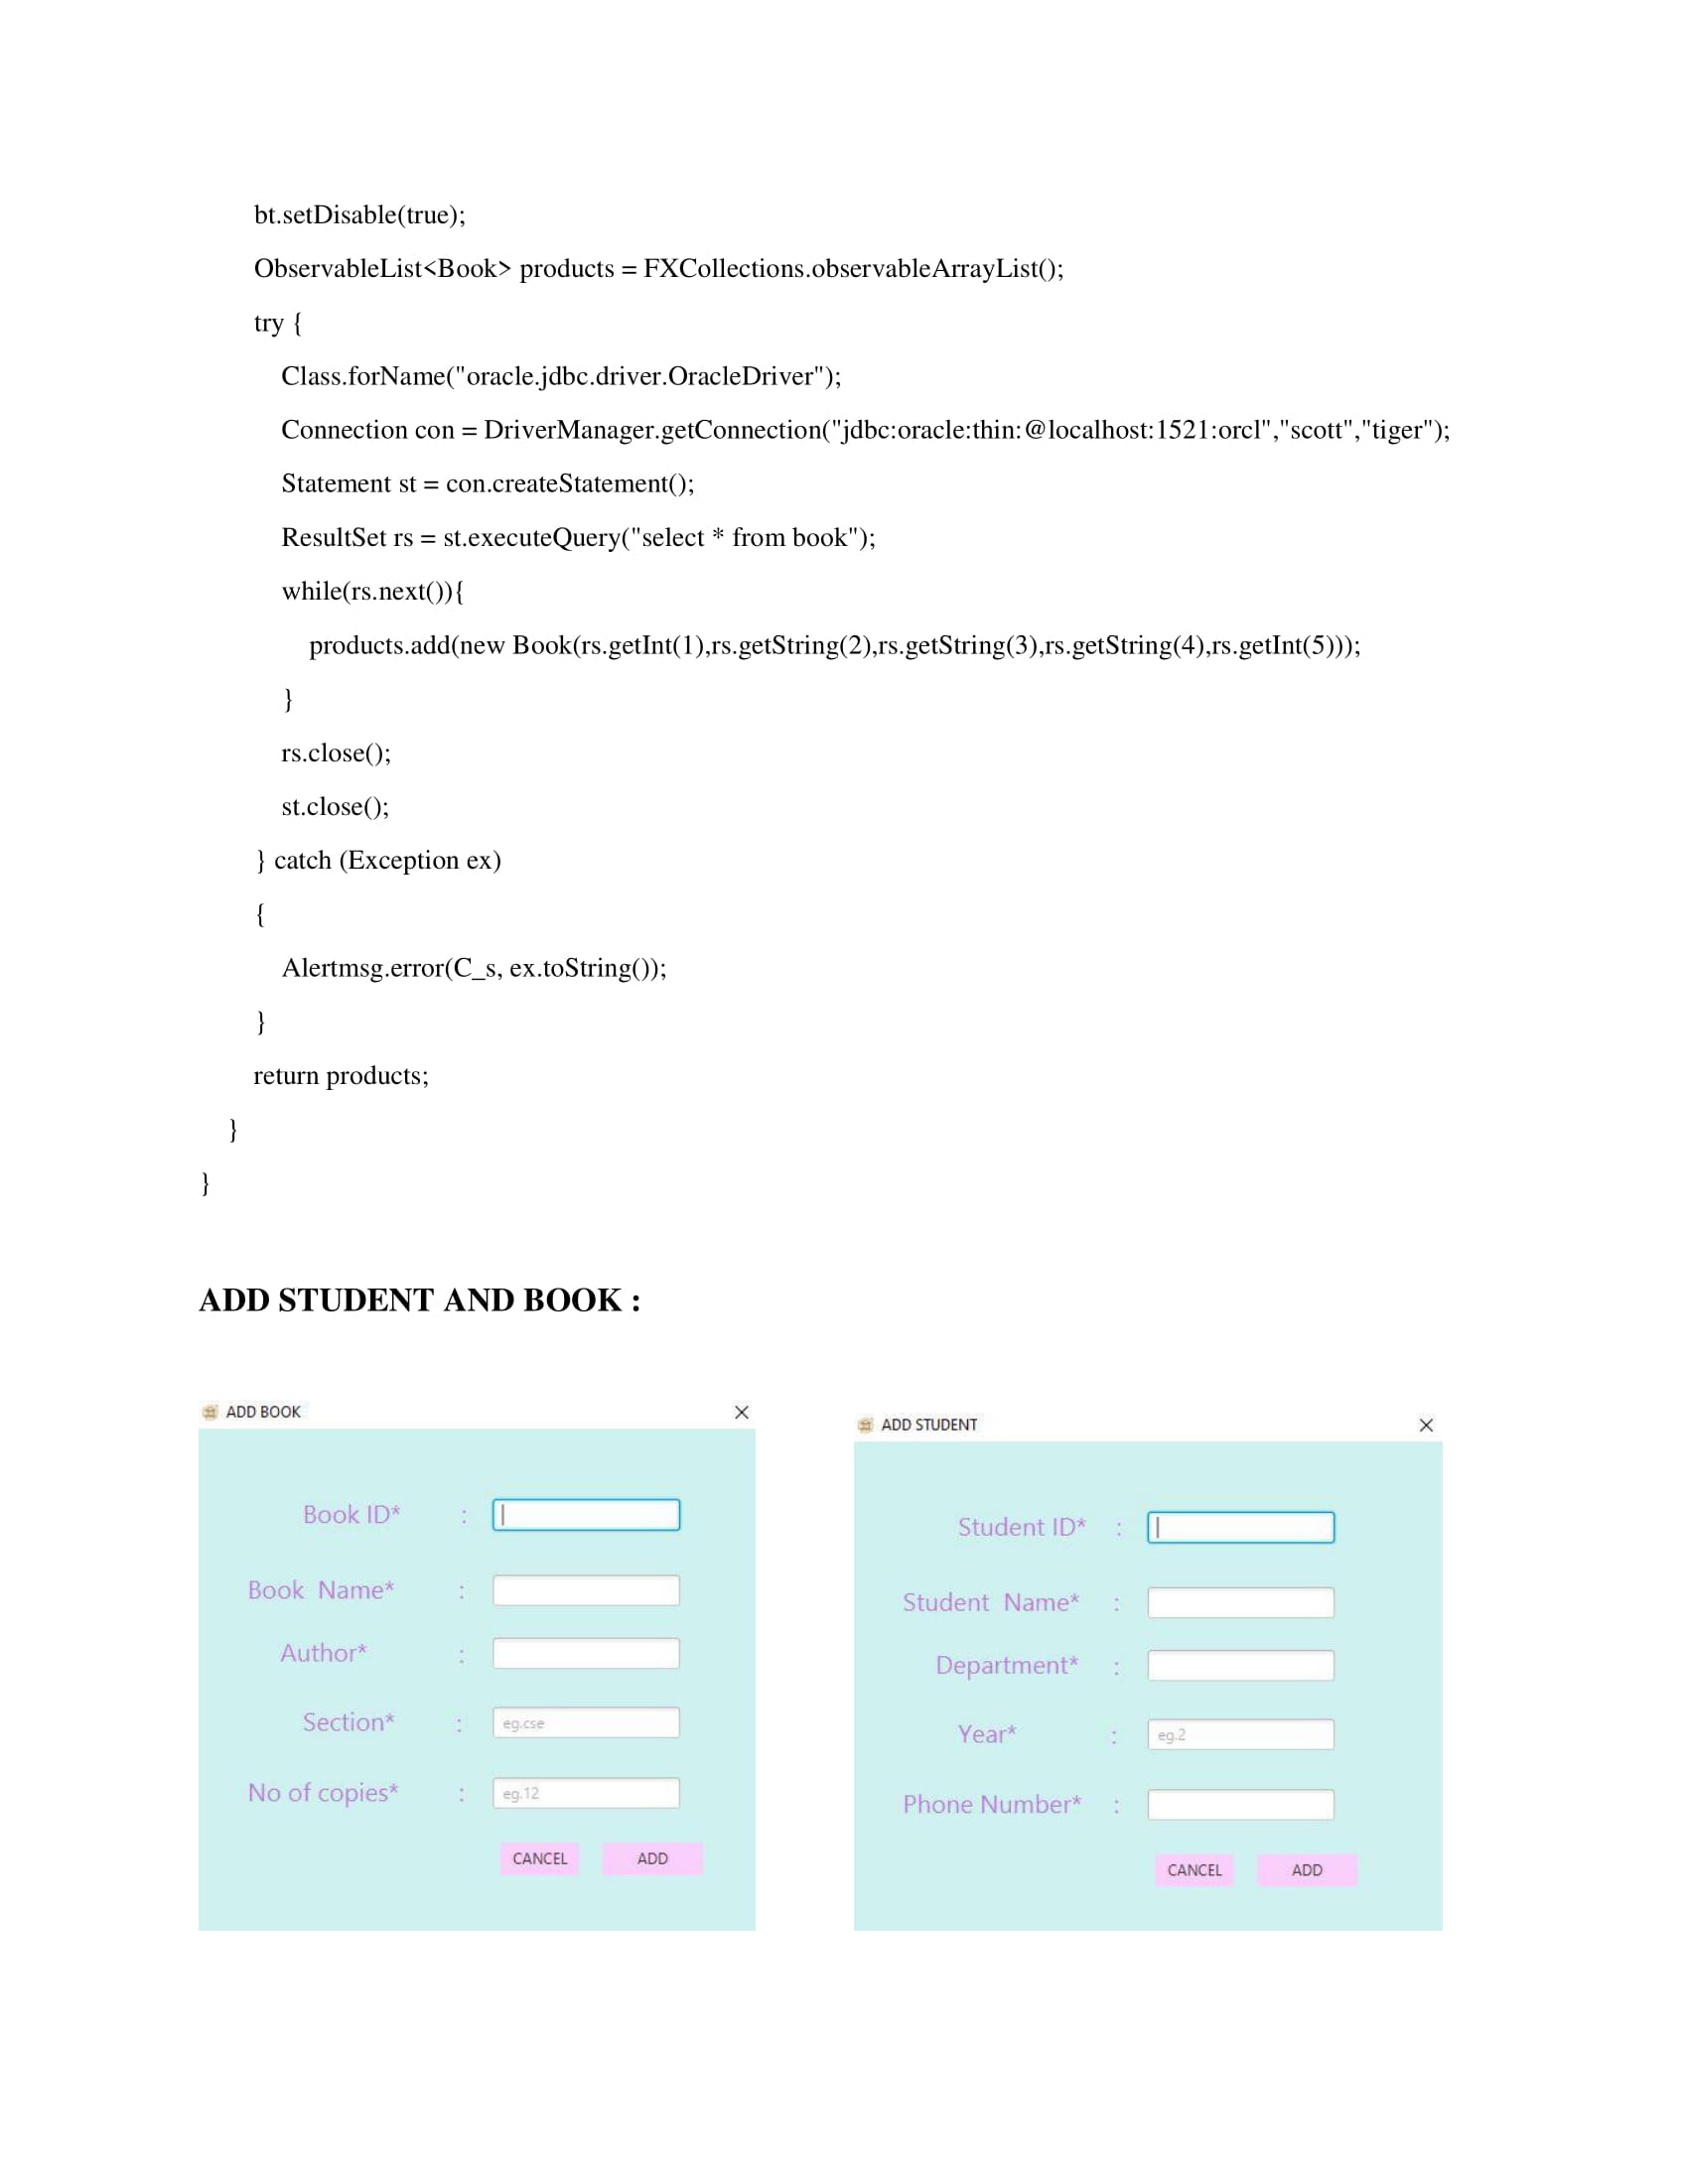 bt.setDisable(true);
ObservableList<Book> products = FXCollections.observableArrayList();
try {
Class.forName("oracle.jdbc.driver.OracleDriver");
Connection con = DriverManager.getConnection("jdbc:oracle:thin:@localhost:1521:orcl","scott","tiger");
Statement st = con.createStatement();
ResultSet rs = st.executeQuery("select * from book");
while(rs.next()){
products.add(new Book(rs.getInt(1),rs.getString(2),rs.getString(3),rs.getString(4),rs.getInt(5)));
}
rs.close();
st.close();
} catch (Exception ex)
{
Alertmsg.error(C_s, ex.toString());
}
return products;
}
}
ADD STUDENT AND BOOK :
ADD BOOK
Book ID* :
Book Name* :
Author* :
Section* : eg.cse
No of copies* : eg.12
CANCEL ADD
ADD STUDENT
Student ID* :
Student Name* :
Department* :
Year* : eg.2
Phone Number* :
CANCEL ADD